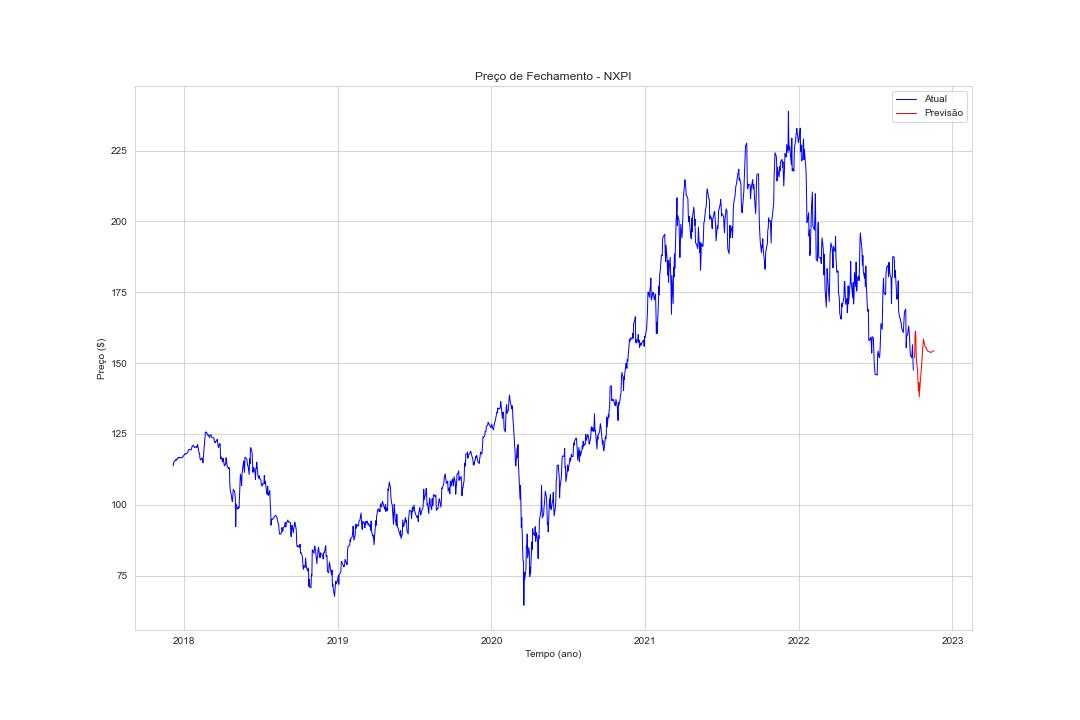 Preço de Fechamento - NXPI
Atual
Previsão
225
200
175
150
125
100
75
Preço ($)
2018 2019 2020 2021 2022 2023
Tempo (ano)